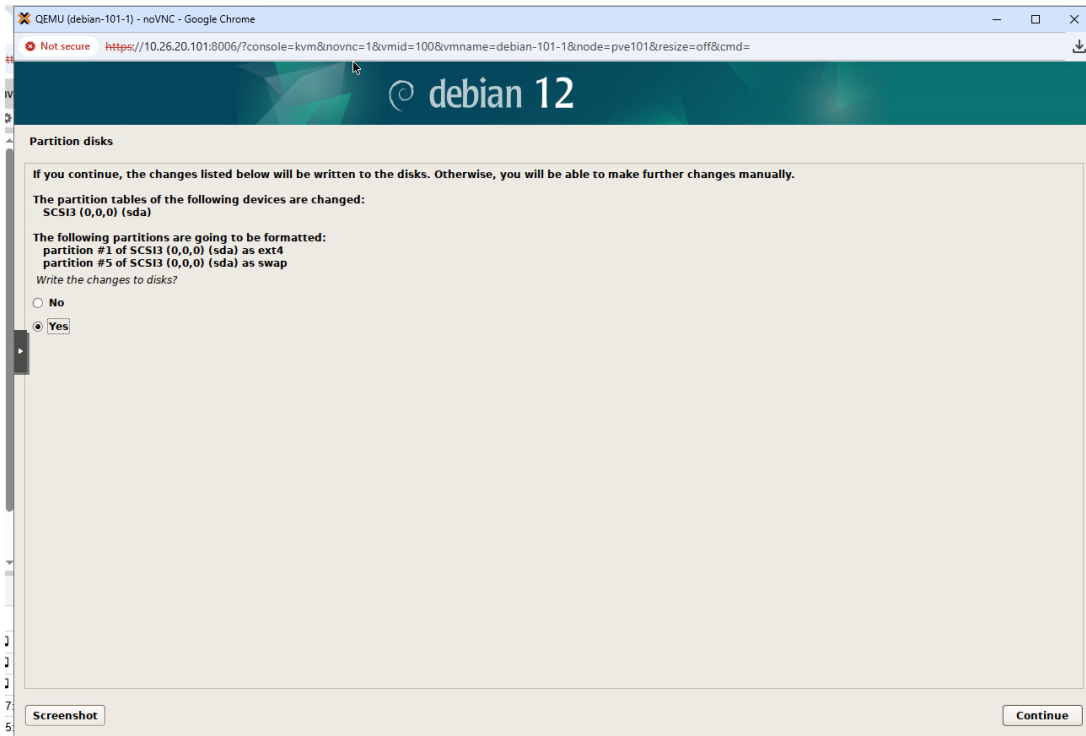 QEMU (debian-101-1) - noVNC - Google Chrome
Not secure https://10.26.20.101:8006/?console=kvm&novnc=1&vmid=100&vmname=debian-101-1&node=pve101&resize=off&cmd=
debian 12
Partition disks
If you continue, the changes listed below will be written to the disks. Otherwise, you will be able to make further changes manually.
The partition tables of the following devices are changed:
SCSI3 (0,0,0) (sda)
The following partitions are going to be formatted:
partition #1 of SCSI3 (0,0,0) (sda) as ext4
partition #5 of SCSI3 (0,0,0) (sda) as swap
Write the changes to disks?
No
Yes
Screenshot
Continue